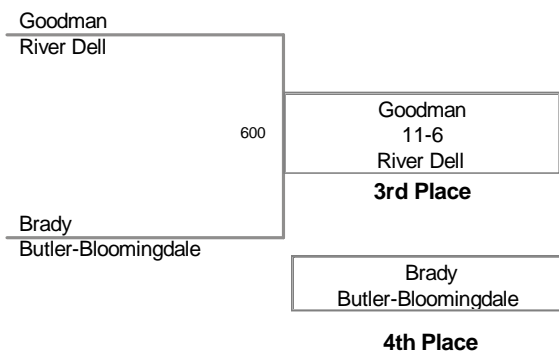 Goodman
River Dell
600
Goodman
11-6
River Dell
3rd Place
Brady
Butler-Bloomingdale
Brady
Butler-Bloomingdale
4th Place